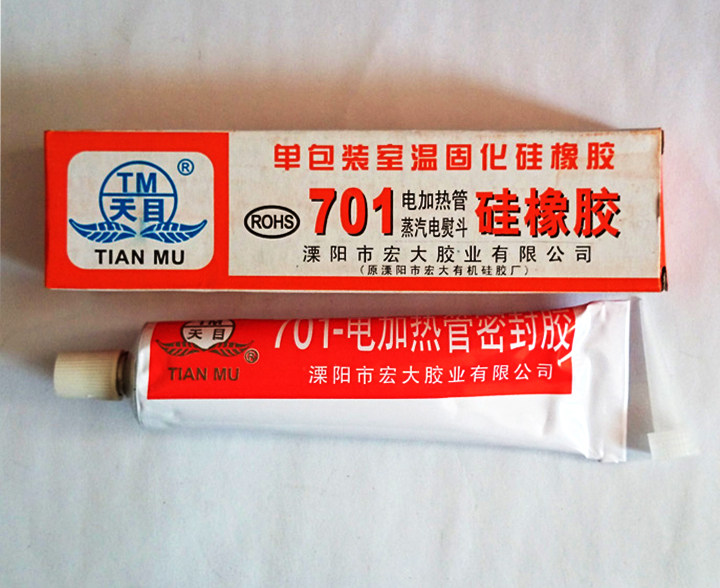 TM
天目
®
TIAN MU
单包装室温固化硅橡胶
ROHS
701 电加热管 硅橡胶
蒸汽电熨斗
溧阳市宏大胶业有限公司
(原溧阳市宏大有机硅胶厂)
TM
天目
®
TIAN MU
701-电加热管密封胶
溧阳市宏大胶业有限公司